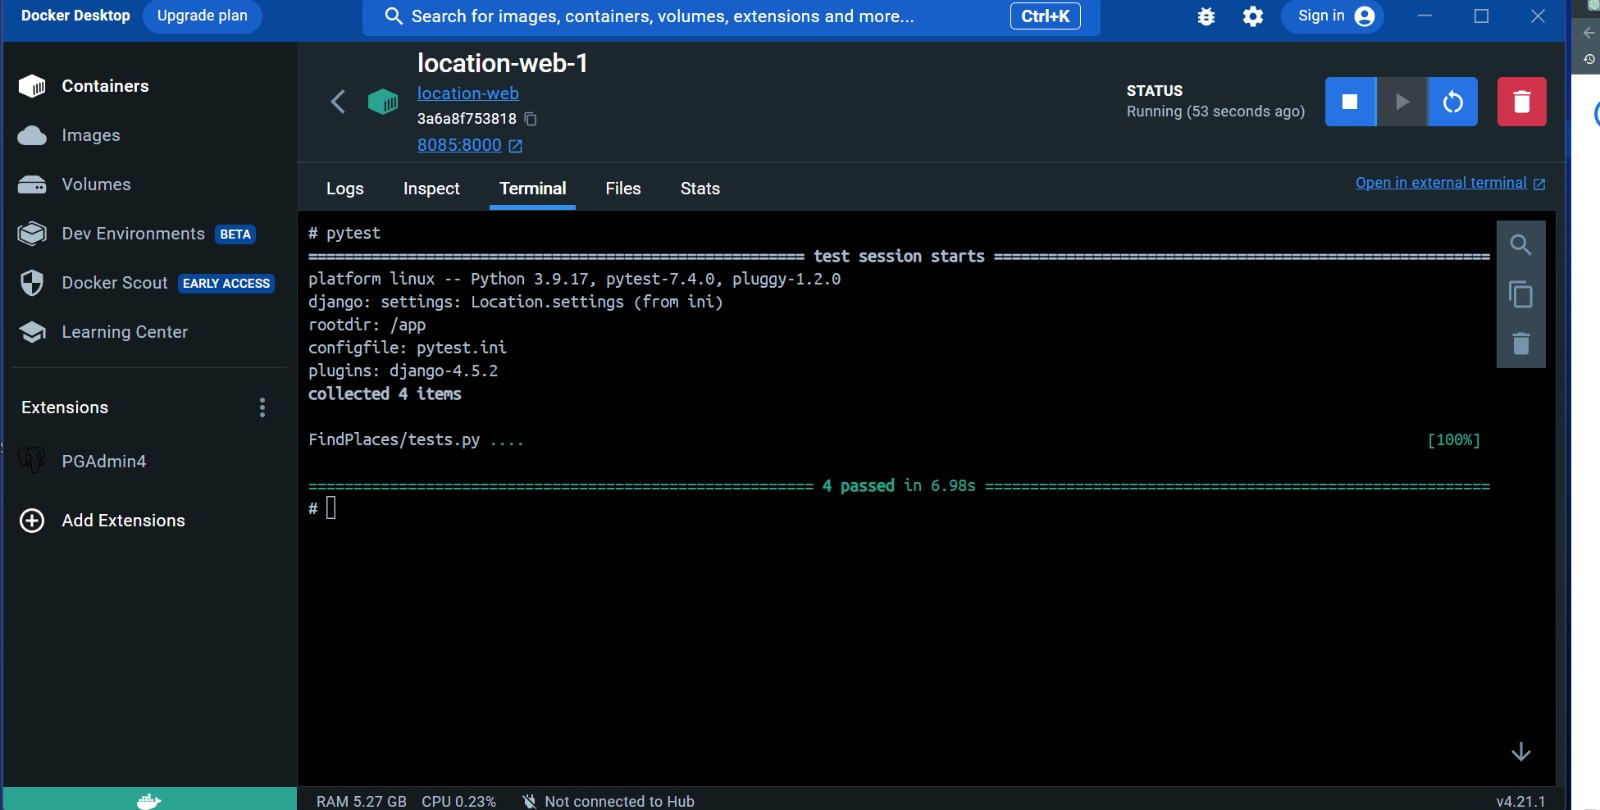 Docker Desktop
Upgrade plan
Search for images, containers, volumes, extensions and more...
Ctrl+K
Sign in
Containers
Images
Volumes
Dev Environments BETA
Docker Scout EARLY ACCESS
Learning Center
Extensions
PGAdmin4
Add Extensions
location-web-1
location-web
3a6a8f753818
8085:8000
STATUS
Running (53 seconds ago)
Logs
Inspect
Terminal
Files
Stats
Open in external terminal
# pytest
======================================================= test session starts =======================================================
platform linux -- Python 3.9.17, pytest-7.4.0, pluggy-1.2.0
django: settings: Location.settings (from ini)
rootdir: /app
configfile: pytest.ini
plugins: django-4.5.2
collected 4 items
FindPlaces/tests.py .... [100%]
======================================================== 4 passed in 6.98s ========================================================
#
RAM 5.27 GB CPU 0.23% Not connected to Hub
v4.21.1